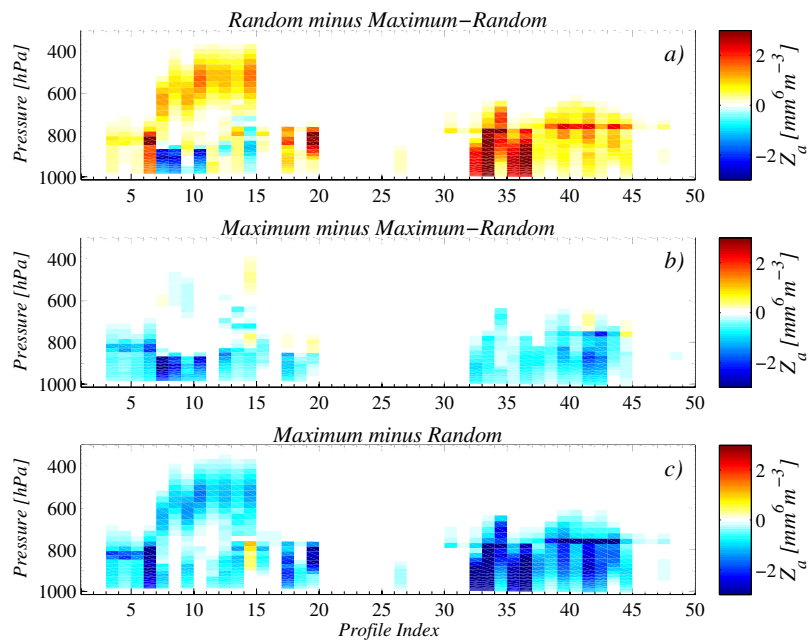 Random minus Maximum−Random
a)
Pressure [hPa]
400
600
800
1000
5 10 15 20 25 30 35 40 45 50
2
0
−2
Z_a [mm^6 m^−3]
Maximum minus Maximum−Random
b)
Pressure [hPa]
400
600
800
1000
5 10 15 20 25 30 35 40 45 50
2
0
−2
Z_a [mm^6 m^−3]
Maximum minus Random
c)
Pressure [hPa]
400
600
800
1000
5 10 15 20 25 30 35 40 45 50
Profile Index
2
0
−2
Z_a [mm^6 m^−3]